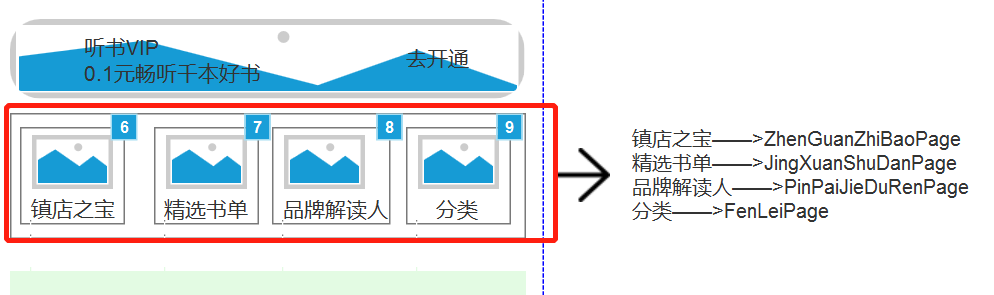 听书VIP
0.1元畅听千本好书
去开通
6
7
8
9
镇店之宝
精选书单
品牌解读人
分类
镇店之宝——>ZhenGuanZhiBaoPage
精选书单——>JingXuanShuDanPage
品牌解读人——>PinPaiJieDuRenPage
分类——>FenLeiPage